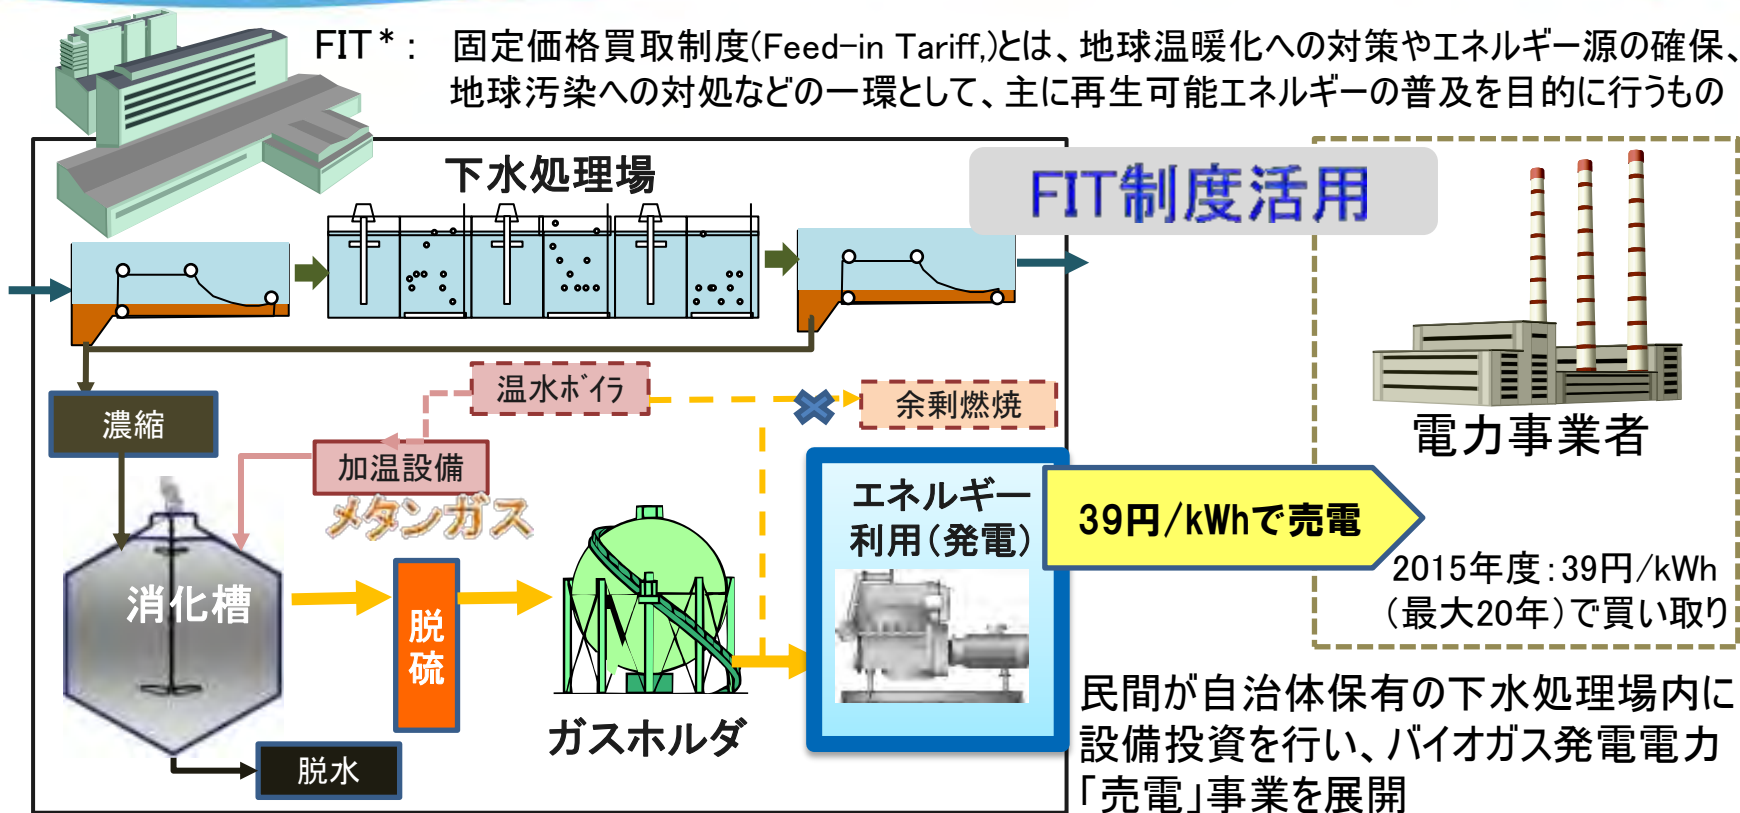 FIT*： 固定価格買取制度(Feed-in Tariff,)とは、地球温暖化への対策やエネルギー源の確保、
地球汚染への対処などの一環として、主に再生可能エネルギーの普及を目的に行うもの
下水処理場
FIT制度活用
温水ﾎﾞｲﾗ
余剰燃焼
濃縮
加温設備
メタンガス
電力事業者
エネルギー
利用(発電)
39円/kWhで売電
消化槽
脱
硫
2015年度：39円/kWh
（最大20年）で買い取り
ガスホルダ
脱水
民間が自治体保有の下水処理場内に
設備投資を行い、バイオガス発電電力
「売電」事業を展開